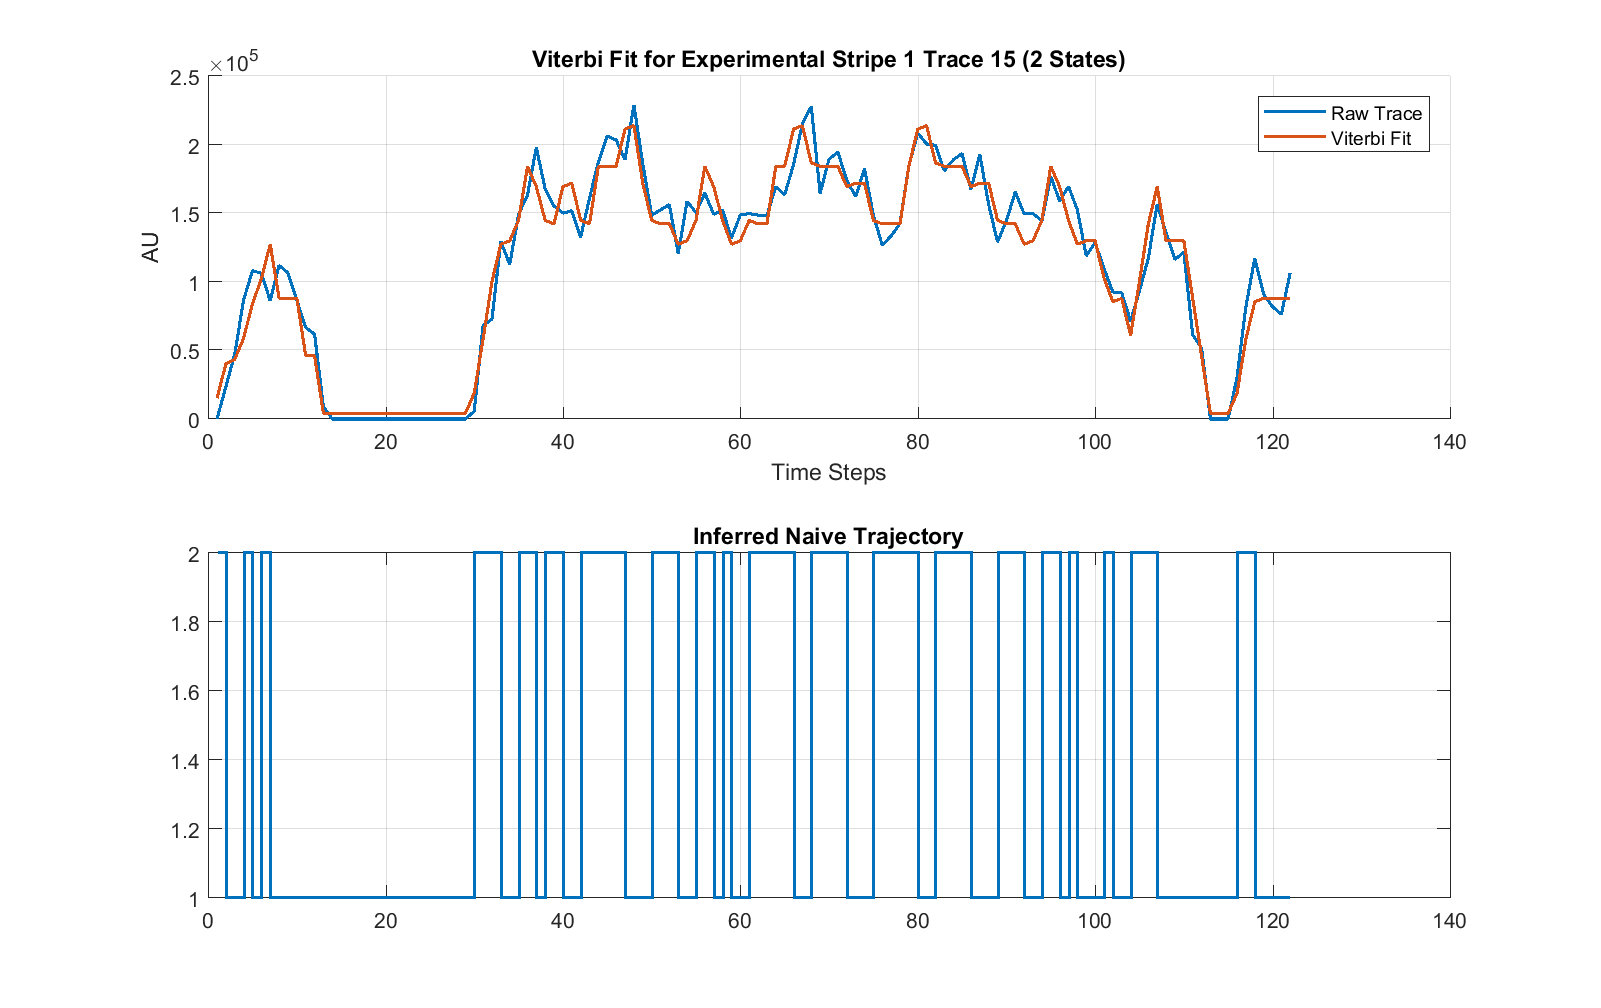 Viterbi Fit for Experimental Stripe 1 Trace 15 (2 States)
×10^5
2.5
2
1.5
1
0.5
0
AU
Raw Trace
Viterbi Fit
0 20 40 60 80 100 120 140
Time Steps
Inferred Naive Trajectory
2
1.8
1.6
1.4
1.2
1
0 20 40 60 80 100 120 140